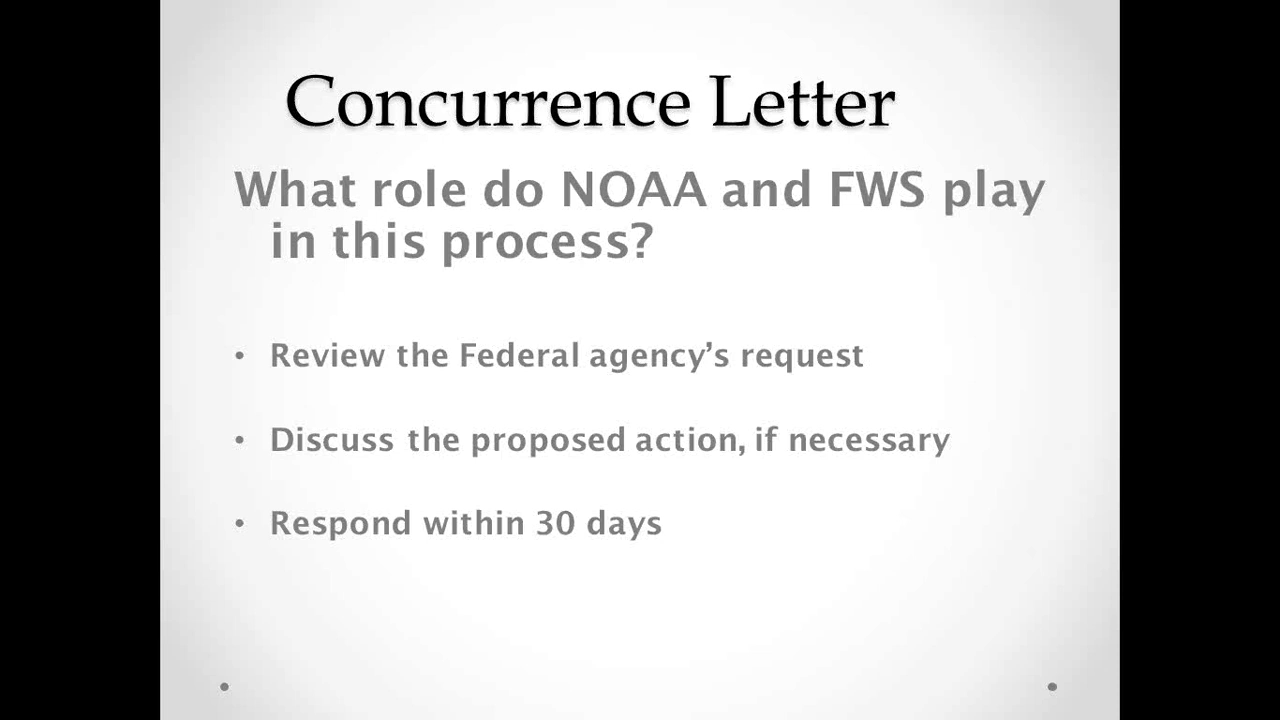 Concurrence Letter
What role do NOAA and FWS play
in this process?
• Review the Federal agency’s request
• Discuss the proposed action, if necessary
• Respond within 30 days